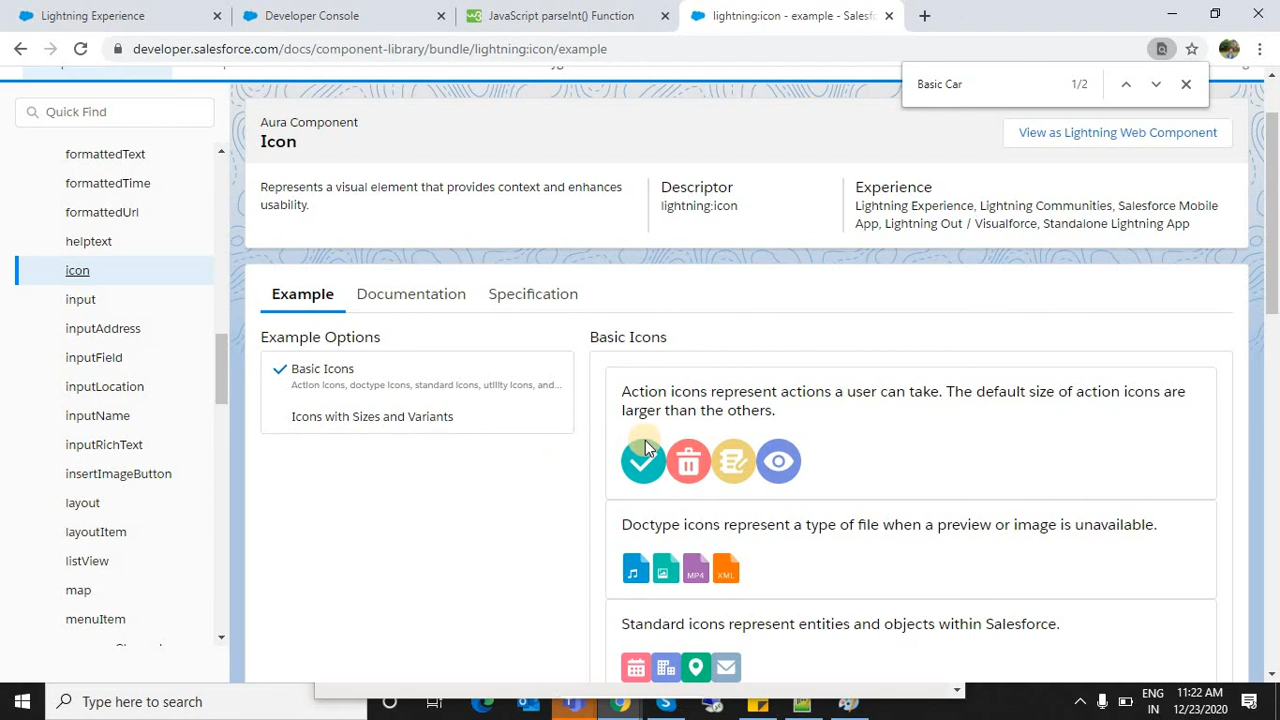 Lightning Experience
Developer Console
JavaScript parseInt() Function
lightning:icon - example - Salesf
developer.salesforce.com/docs/component-library/bundle/lightning:icon/example
Basic Car
1/2
Quick Find
formattedText
formattedTime
formattedUrl
helptext
icon
input
inputAddress
inputField
inputLocation
inputName
inputRichText
insertImageButton
layout
layoutItem
listView
map
menuItem
Aura Component
Icon
View as Lightning Web Component
Represents a visual element that provides context and enhances
usability.
Descriptor
lightning:icon
Experience
Lightning Experience, Lightning Communities, Salesforce Mobile
App, Lightning Out / Visualforce, Standalone Lightning App
Example
Documentation
Specification
Example Options
Basic Icons
Action Icons, doctype Icons, standard Icons, utility Icons, and...
Icons with Sizes and Variants
Basic Icons
Action icons represent actions a user can take. The default size of action icons are
larger than the others.
Doctype icons represent a type of file when a preview or image is unavailable.
MP4
XML
Standard icons represent entities and objects within Salesforce.
Type here to search
ENG
IN
11:22 AM
12/23/2020